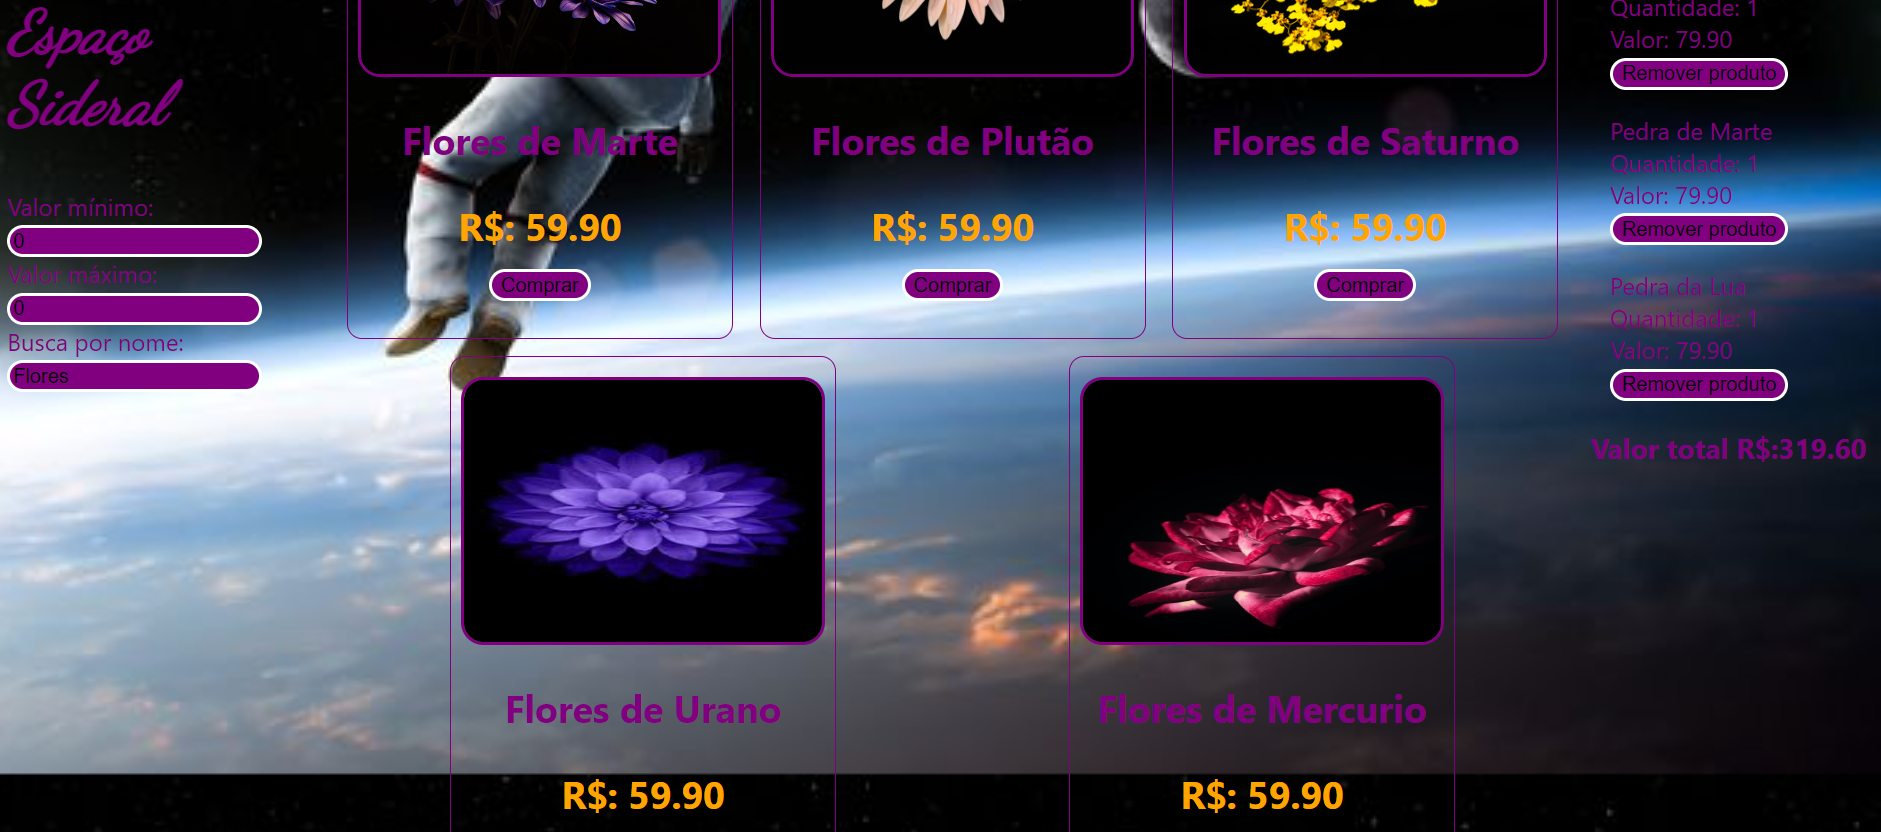 Espaço
Sideral
Valor mínimo:
0
Valor máximo:
0
Busca por nome:
Flores
Flores de Marte
R$: 59.90
Comprar
Flores de Plutão
R$: 59.90
Comprar
Flores de Saturno
R$: 59.90
Comprar
Flores de Urano
R$: 59.90
Flores de Mercurio
R$: 59.90
Quantidade: 1
Valor: 79.90
Remover produto
Pedra de Marte
Quantidade: 1
Valor: 79.90
Remover produto
Pedra da Lua
Quantidade: 1
Valor: 79.90
Remover produto
Valor total R$:319.60